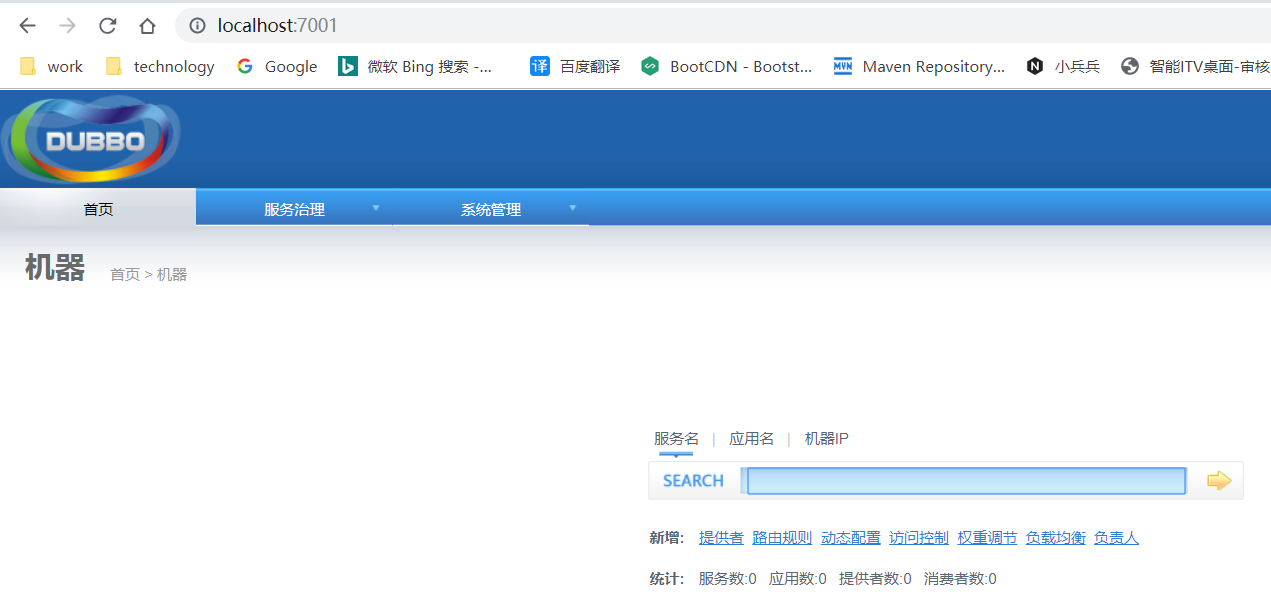 localhost:7001
work technology Google 微软 Bing 搜索 -... 译 百度翻译 BootCDN - Bootst... MVN Maven Repository... N 小兵兵 智能ITV桌面-审核
DUBBO
首页 服务治理 系统管理
机器 首页 > 机器
服务名 | 应用名 | 机器IP
SEARCH
新增: 提供者 路由规则 动态配置 访问控制 权重调节 负载均衡 负责人
统计: 服务数:0 应用数:0 提供者数:0 消费者数:0